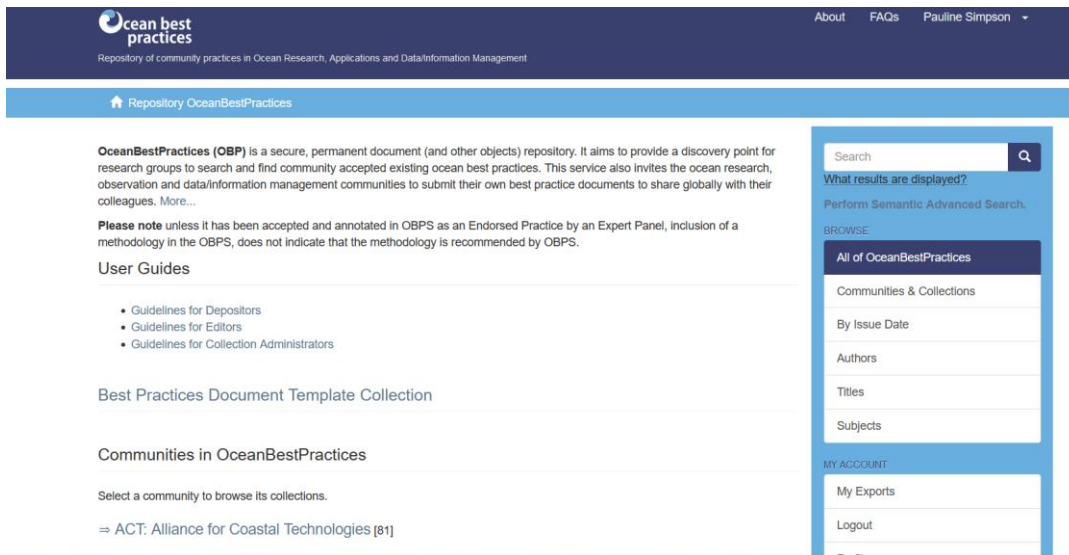 Ocean best
practices
Repository of community practices in Ocean Research, Applications and Data/Information Management
About FAQs Pauline Simpson
Repository OceanBestPractices
OceanBestPractices (OBP) is a secure, permanent document (and other objects) repository. It aims to provide a discovery point for
research groups to search and find community accepted existing ocean best practices. This service also invites the ocean research,
observation and data/information management communities to submit their own best practice documents to share globally with their
colleagues. More...
Please note unless it has been accepted and annotated in OBPS as an Endorsed Practice by an Expert Panel, inclusion of a
methodology in the OBPS, does not indicate that the methodology is recommended by OBPS.
User Guides
• Guidelines for Depositors
• Guidelines for Editors
• Guidelines for Collection Administrators
Best Practices Document Template Collection
Communities in OceanBestPractices
Select a community to browse its collections.
⇒ ACT: Alliance for Coastal Technologies [81]
Search
What results are displayed?
Perform Semantic Advanced Search.
BROWSE
All of OceanBestPractices
Communities & Collections
By Issue Date
Authors
Titles
Subjects
MY ACCOUNT
My Exports
Logout